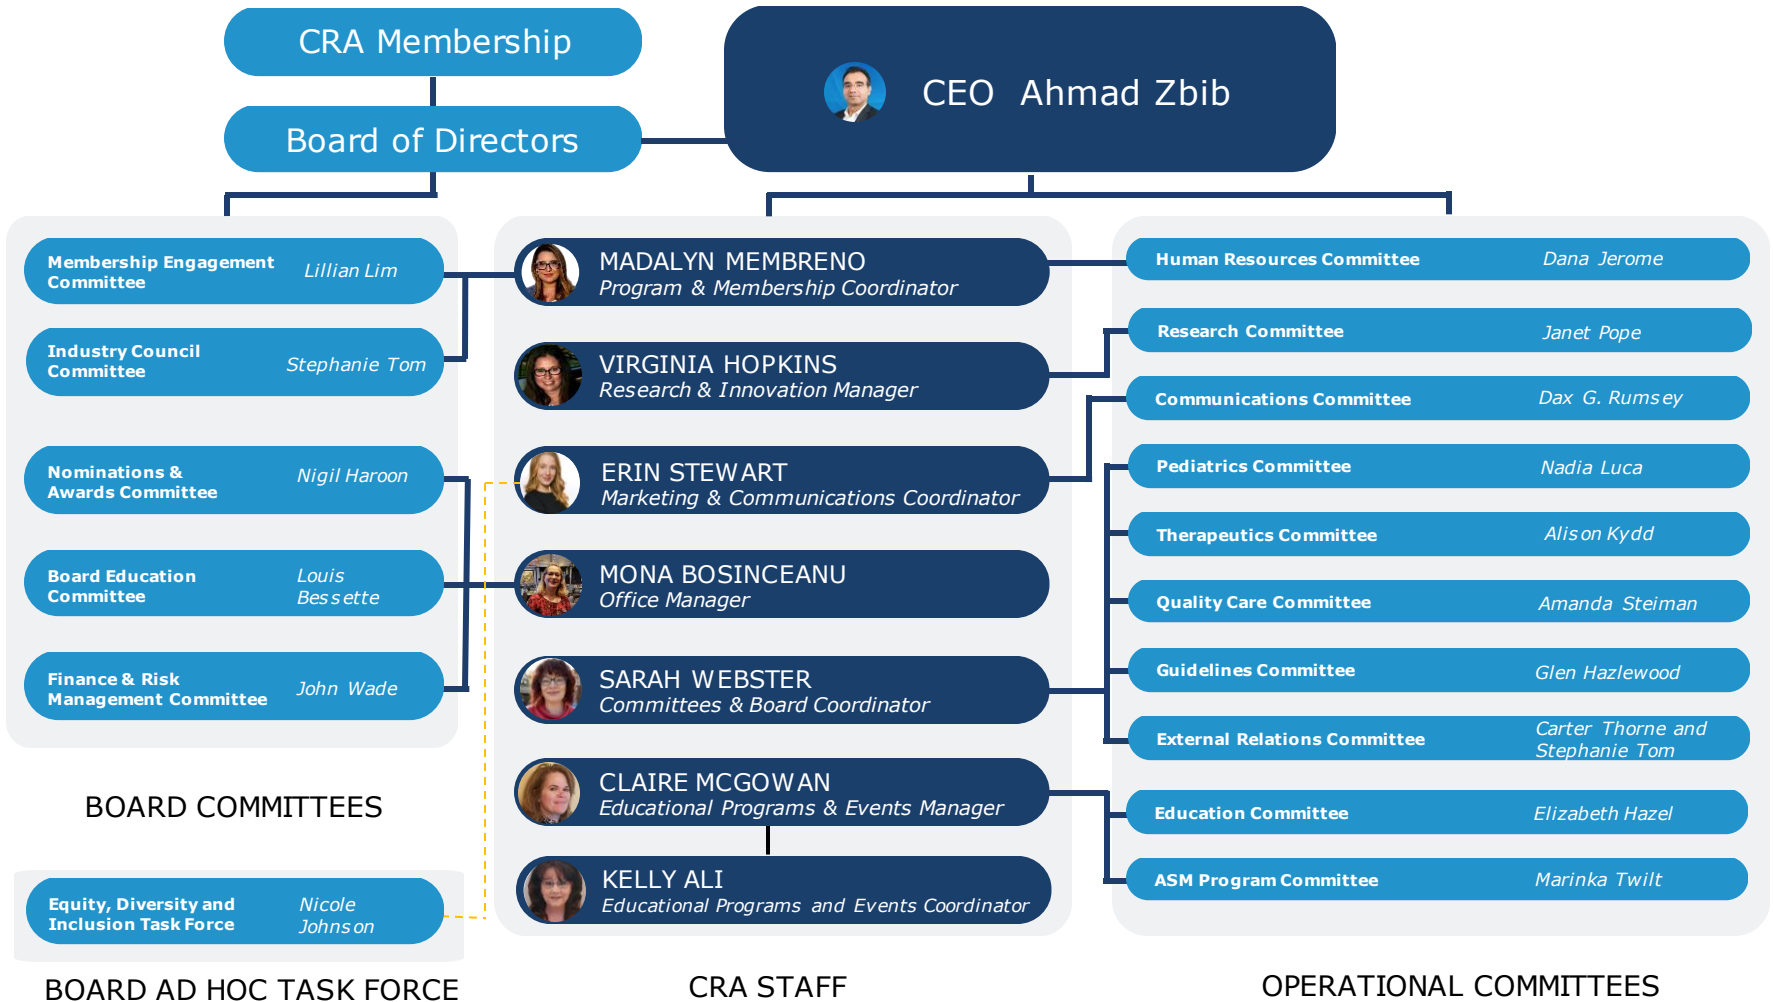 CRA Membership
CEO Ahmad Zbib
Board of Directors
Membership Engagement
Committee
Lillian Lim
Industry Council
Committee
Stephanie Tom
Nominations &
Awards Committee
Nigil Haroon
Board Education
Committee
Louis
Bessette
Finance & Risk
Management Committee
John Wade
BOARD COMMITTEES
Equity, Diversity and
Inclusion Task Force
Nicole
Johnson
BOARD AD HOC TASK FORCE
MADALYN MEMBRENO
Program & Membership Coordinator
VIRGINIA HOPKINS
Research & Innovation Manager
ERIN STEWART
Marketing & Communications Coordinator
MONA BOSINCEANU
Office Manager
SARAH WEBSTER
Committees & Board Coordinator
CLAIRE MCGOWAN
Educational Programs & Events Manager
KELLY ALI
Educational Programs and Events Coordinator
CRA STAFF
Human Resources Committee
Dana Jerome
Research Committee
Janet Pope
Communications Committee
Dax G. Rumsey
Pediatrics Committee
Nadia Luca
Therapeutics Committee
Alison Kydd
Quality Care Committee
Amanda Steiman
Guidelines Committee
Glen Hazlewood
External Relations Committee
Carter Thorne and
Stephanie Tom
Education Committee
Elizabeth Hazel
ASM Program Committee
Marinka Twilt
OPERATIONAL COMMITTEES